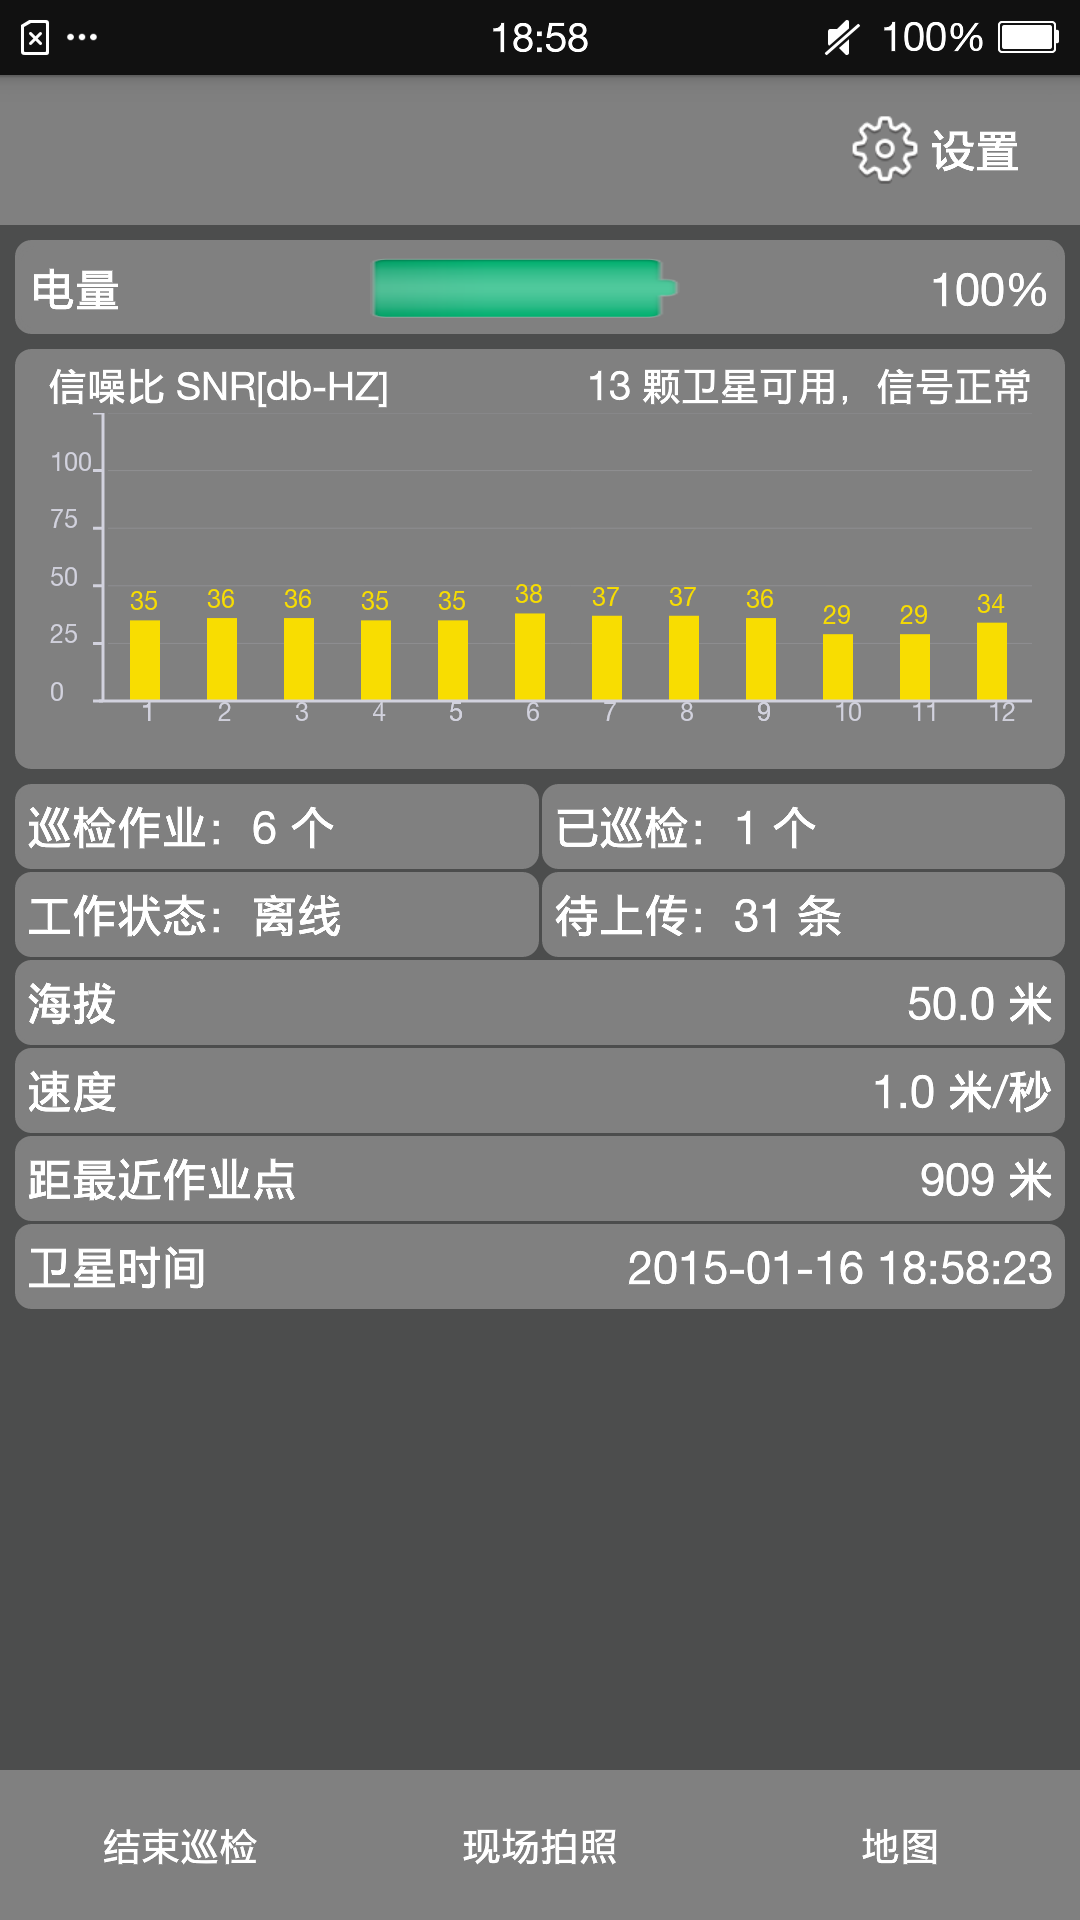 18:58 100%
设置
电量 100%
信噪比 SNR[db-HZ] 13 颗卫星可用，信号正常
100
75
50
25
0
35 36 36 35 35 38 37 37 36 29 29 34
1 2 3 4 5 6 7 8 9 10 11 12
巡检作业：6 个 已巡检：1 个
工作状态：离线 待上传：31 条
海拔 50.0 米
速度 1.0 米/秒
距最近作业点 909 米
卫星时间 2015-01-16 18:58:23
结束巡检 现场拍照 地图